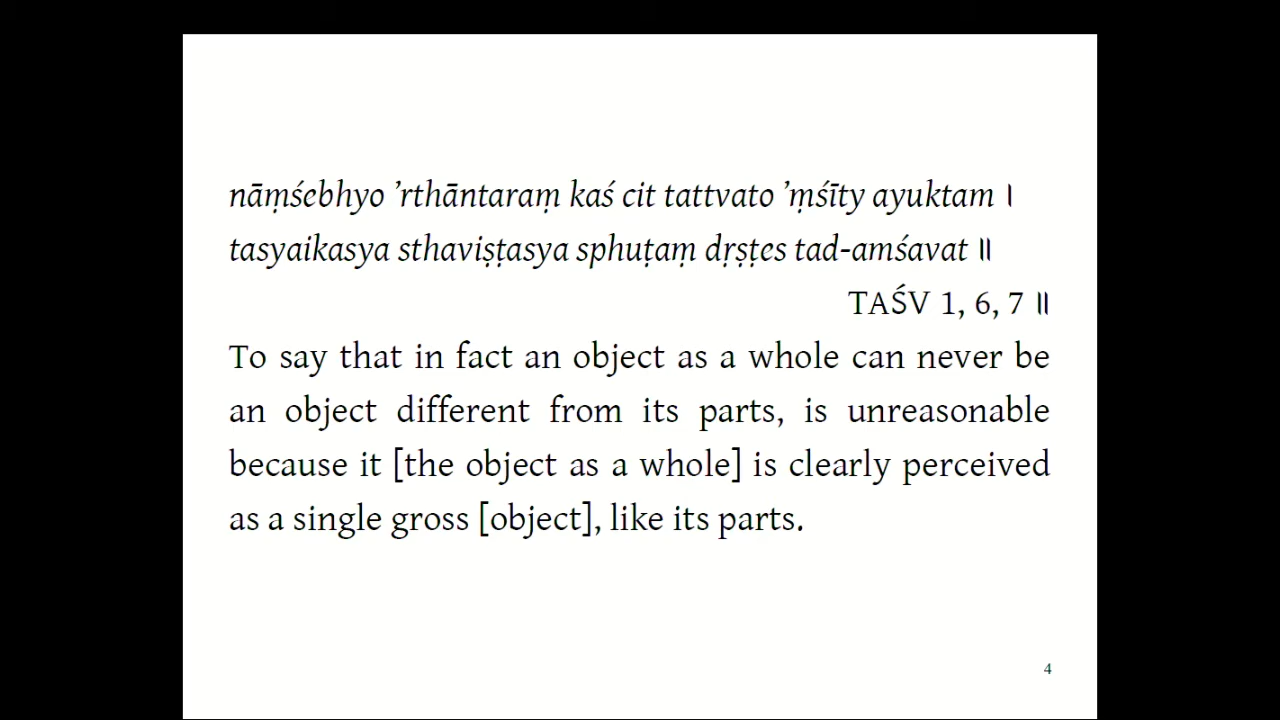 nāṃśebhyo ’rthāntaraṃ kaś cit tattvato ’ṃśīty ayuktam ।
tasyaikasya sthaviṣṭasya sphuṭaṃ dṛṣṭes tad-aṃśavat ॥
TAŚV 1, 6, 7 ॥
To say that in fact an object as a whole can never be
an object different from its parts, is unreasonable
because it [the object as a whole] is clearly perceived
as a single gross [object], like its parts.
4